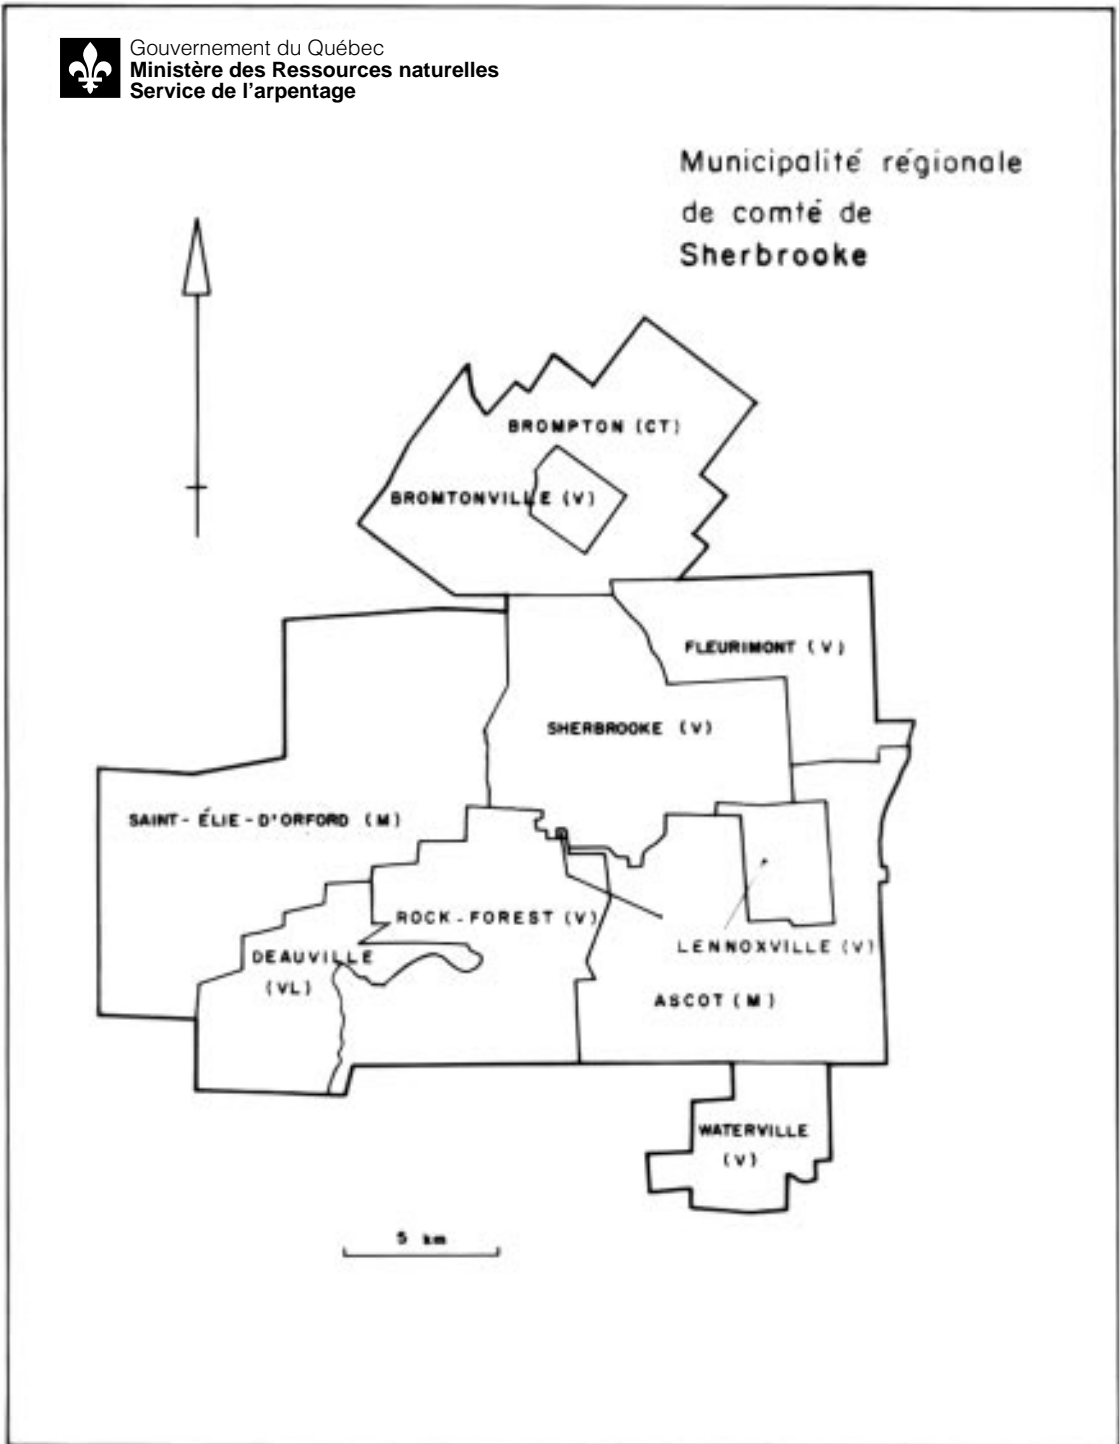 Gouvernement du Québec
Ministère des Ressources naturelles
Service de l'arpentage
Municipalité régionale
de comté de
Sherbrooke
BROMPTON (CT)
BROMTONVILLE (V)
FLEURIMONT (V)
SHERBROOKE (V)
SAINT-ÉLIE-D'ORFORD (M)
ROCK-FOREST (V)
LENNOXVILLE (V)
DEAUVILLE
(VL)
ASCOT (M)
WATERVILLE
(V)
5 km